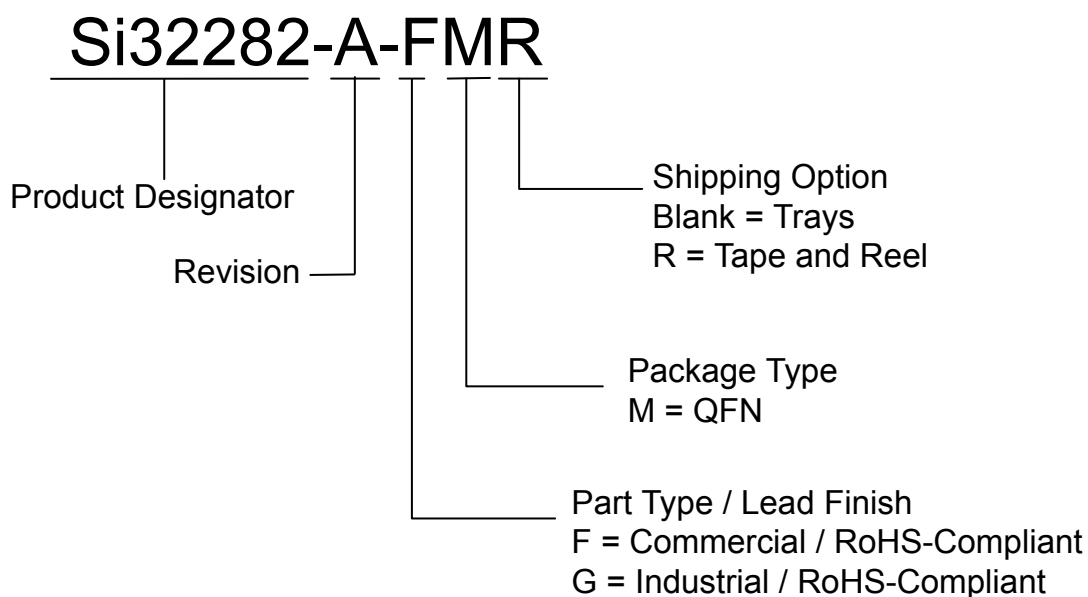 Si32282-A-FMR
Product Designator
Revision
Shipping Option
Blank = Trays
R = Tape and Reel
Package Type
M = QFN
Part Type / Lead Finish
F = Commercial / RoHS-Compliant
G = Industrial / RoHS-Compliant